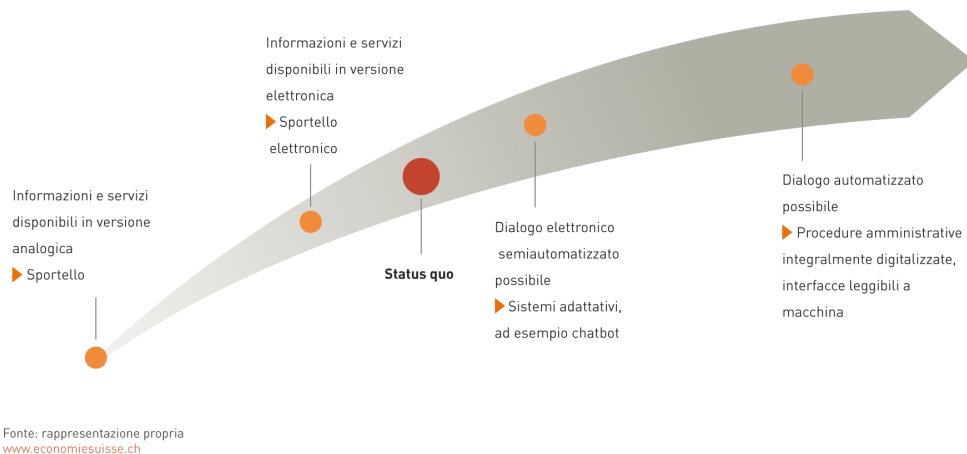 Informazioni e servizi
disponibili in versione
analogica
Sportello
Informazioni e servizi
disponibili in versione
elettronica
Sportello
elettronico
Status quo
Dialogo elettronico
semiautomatizzato
possibile
Sistemi adattativi,
ad esempio chatbot
Dialogo automatizzato
possibile
Procedure amministrative
integralmente digitalizzate,
interfacce leggibili a
macchina
Fonte: rappresentazione propria
www.economiesuisse.ch